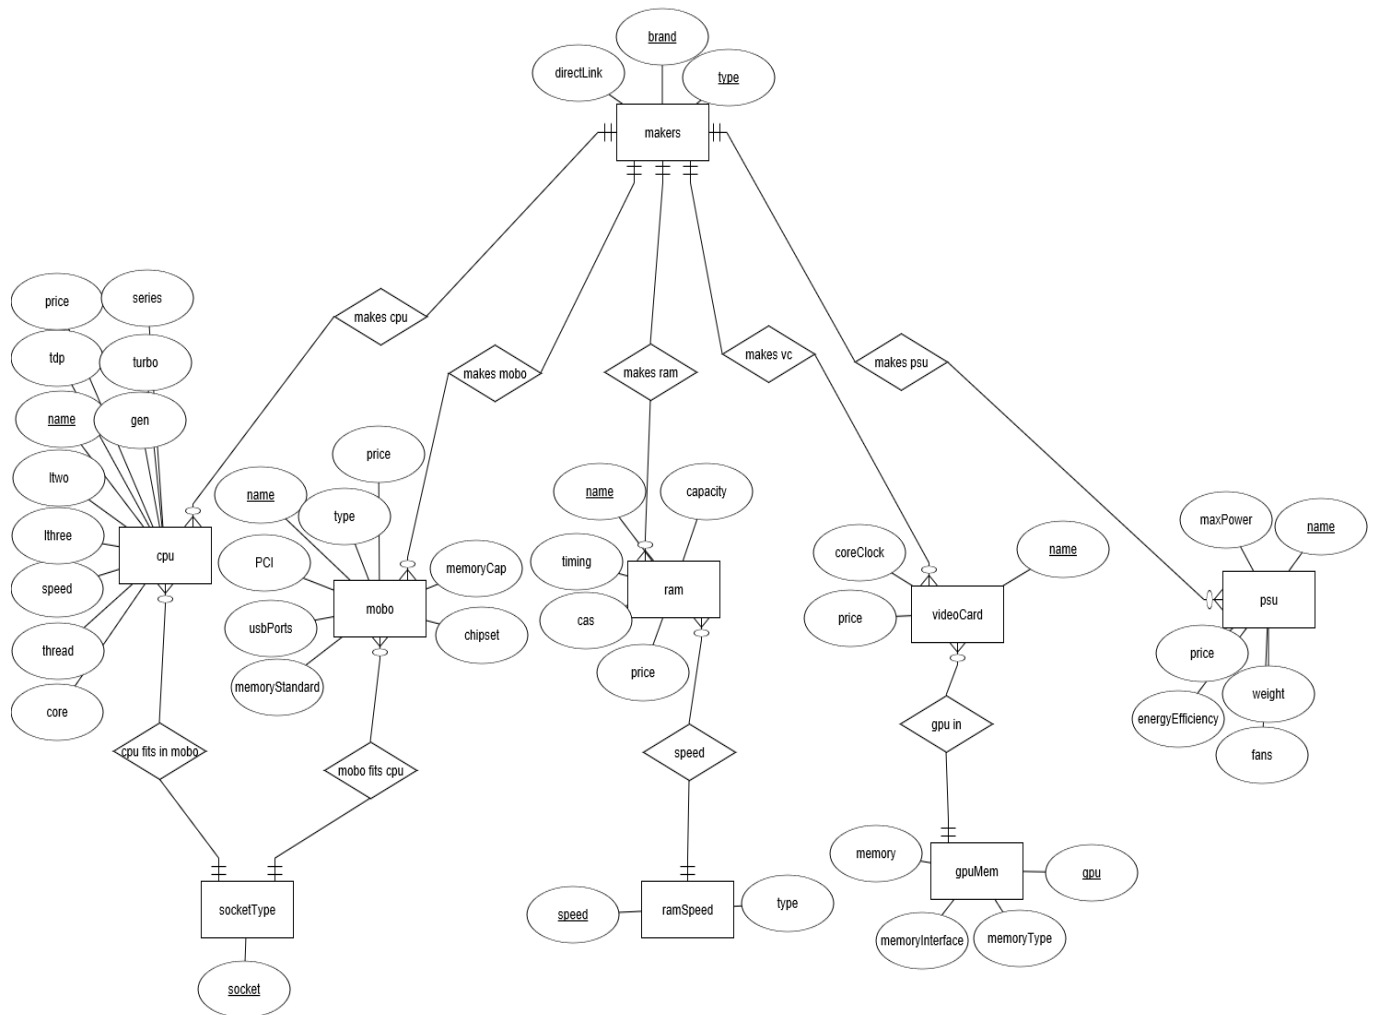 brand
directLink
type
makers
makes cpu
makes mobo
makes ram
makes vc
makes psu
price
series
tdp
turbo
name
gen
ltwo
lthree
speed
thread
core
cpu
price
name
type
PCI
memoryCap
mobo
usbPorts
chipset
memoryStandard
name
capacity
timing
ram
cas
price
coreClock
name
price
videoCard
maxPower
name
psu
price
weight
energyEfficiency
fans
cpu fits in mobo
mobo fits cpu
speed
gpu in
socketType
socket
speed
ramSpeed
type
memory
gpuMem
gpu
memoryInterface
memoryType